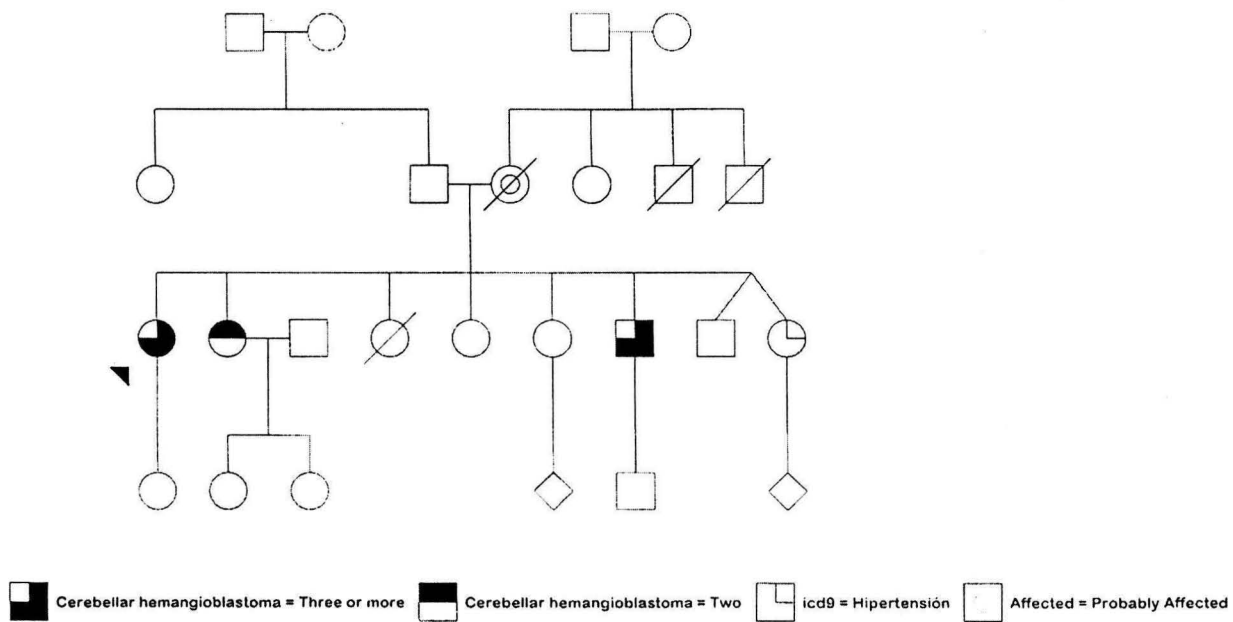 Cerebellar hemangioblastoma = Three or more Cerebellar hemangioblastoma = Two icd9 = Hipertensión Affected = Probably Affected